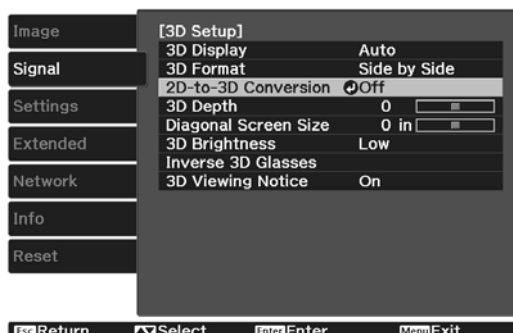 Image
Signal
Settings
Extended
Network
Info
Reset
[3D Setup]
3D Display Auto
3D Format Side by Side
2D-to-3D Conversion Off
3D Depth 0
Diagonal Screen Size 0 in
3D Brightness Low
Inverse 3D Glasses
3D Viewing Notice On
Esc Return Select Enter Enter Menu Exit